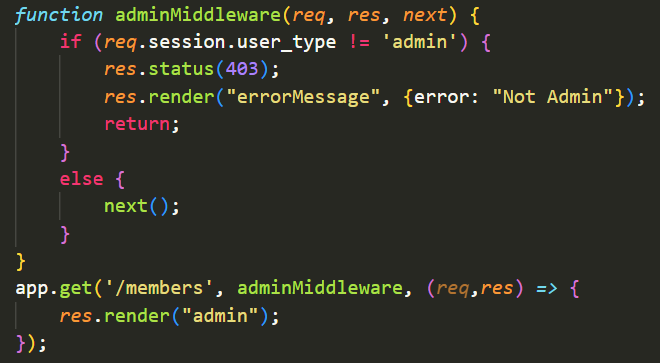 function adminMiddleware(req, res, next) {
    if (req.session.user_type != 'admin') {
        res.status(403);
        res.render("errorMessage", {error: "Not Admin"});
        return;
    }
    else {
        next();
    }
}
app.get('/members', adminMiddleware, (req,res) => {
    res.render("admin");
});